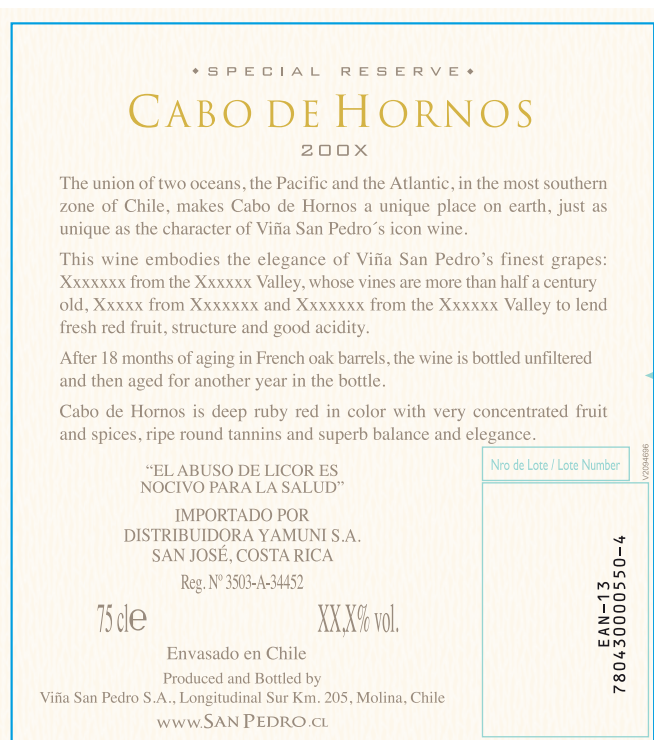 •SPECIAL RESERVE•
CABO DE HORNOS
200X
The union of two oceans, the Pacific and the Atlantic, in the most southern
zone of Chile, makes Cabo de Hornos a unique place on earth, just as
unique as the character of Viña San Pedro´s icon wine.
This wine embodies the elegance of Viña San Pedro’s finest grapes:
Xxxxxxx from the Xxxxxx Valley, whose vines are more than half a century
old, Xxxxx from Xxxxxxx and Xxxxxxx from the Xxxxxx Valley to lend
fresh red fruit, structure and good acidity.
After 18 months of aging in French oak barrels, the wine is bottled unfiltered
and then aged for another year in the bottle.
Cabo de Hornos is deep ruby red in color with very concentrated fruit
and spices, ripe round tannins and superb balance and elegance.
“EL ABUSO DE LICOR ES
NOCIVO PARA LA SALUD”
IMPORTADO POR
DISTRIBUIDORA YAMUNI S.A.
SAN JOSÉ, COSTA RICA
Reg. Nº 3503-A-34452
75 cl℮ XX,X% vol.
Envasado en Chile
Produced and Bottled by
Viña San Pedro S.A., Longitudinal Sur Km. 205, Molina, Chile
WWW.SAN PEDRO.CL
Nro de Lote / Lote Number
V2094696
EAN-13
780430000550-4